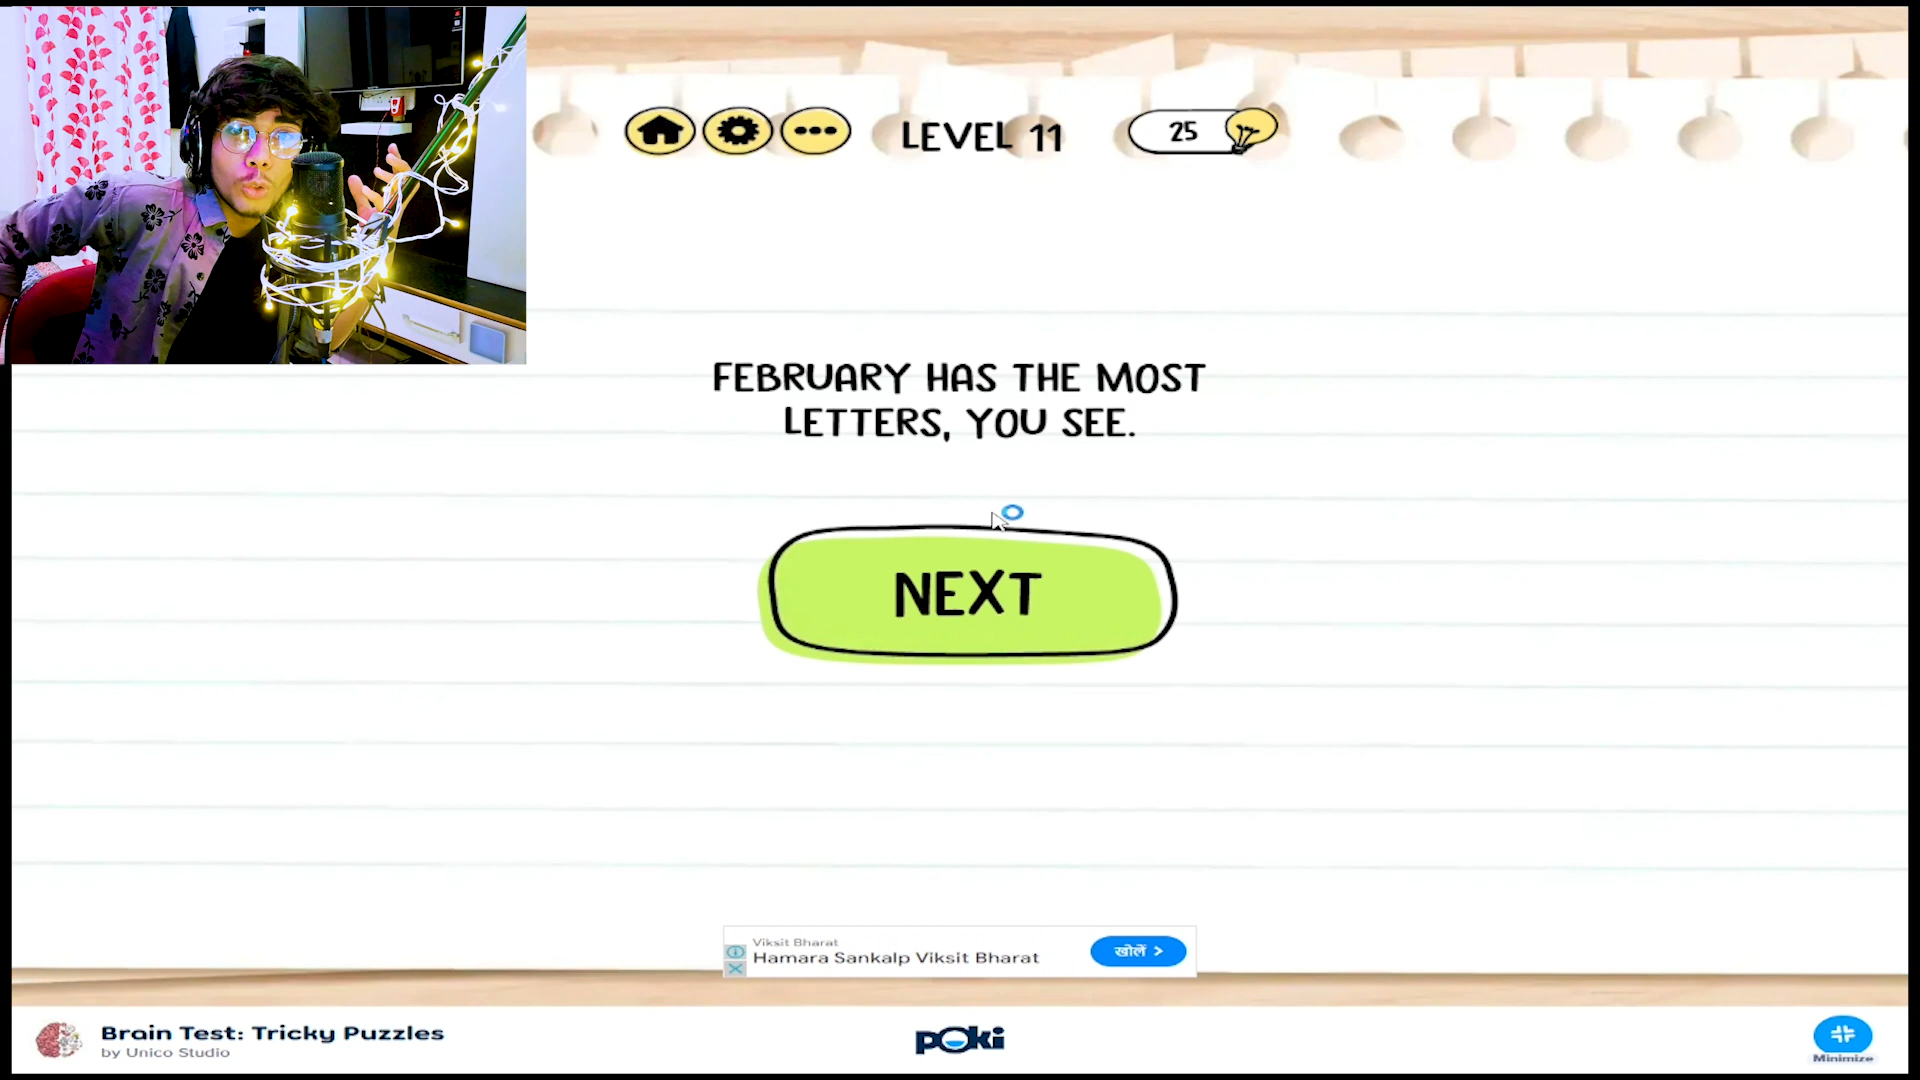 LEVEL 11
25
FEBRUARY HAS THE MOST
LETTERS, YOU SEE.
NEXT
Viksit Bharat
Hamara Sankalp Viksit Bharat
खोलें >
Brain Test: Tricky Puzzles
by Unico Studio
poki
Minimize